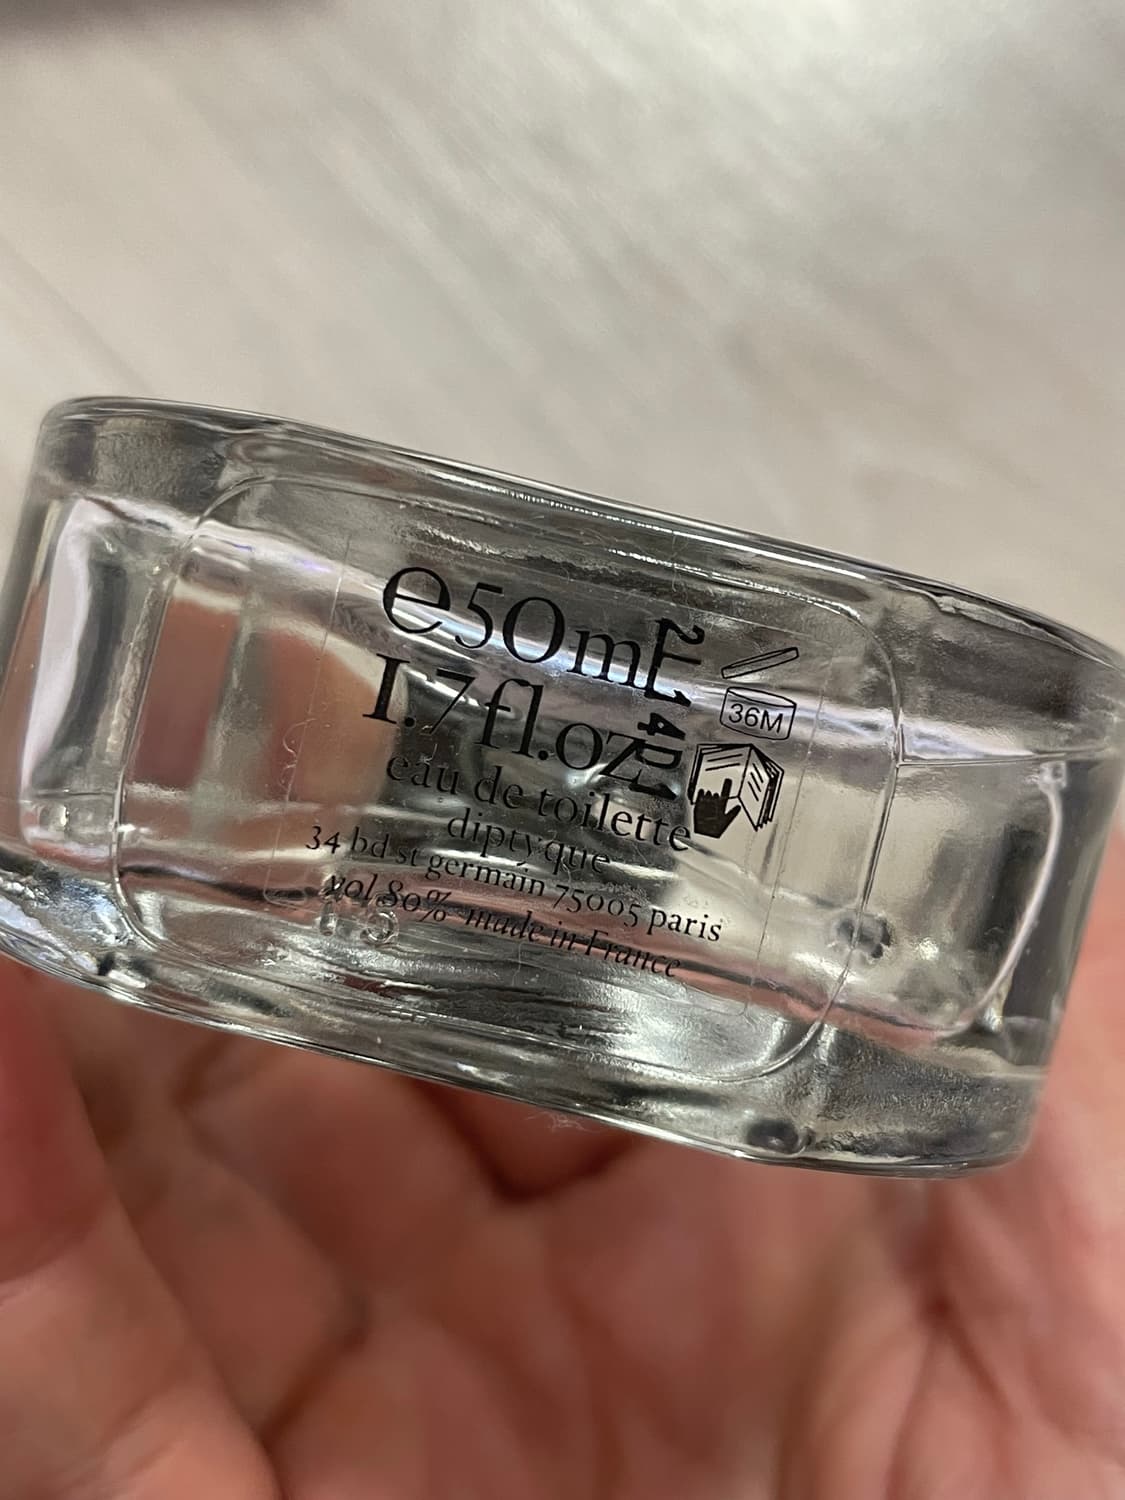 e50ml
1.7fl.oz
eau de toilette
diptyque
34 bd st germain 75005 paris
vol 80% made in France
36M